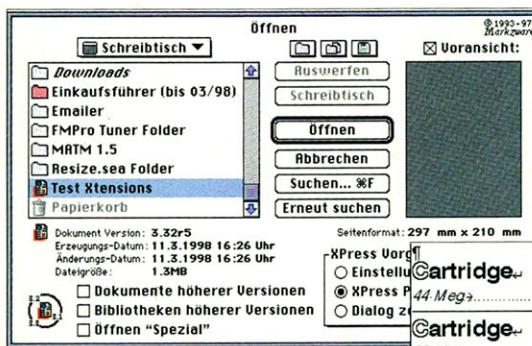 Öffnen
©1993-97
Markzware
Schreibtisch
Voransicht:
Downloads
Einkaufsführer (bis 03/98)
Emailer
FMPro Tuner Folder
MATM 1.5
Resize.sea Folder
Test Xtensions
Papierkorb
Auswerfen
Schreibtisch
Öffnen
Abbrechen
Suchen... ⌘F
Erneut suchen
Dokument Version: 3.32r5
Erzeugungs-Datum: 11.3.1998 16:26 Uhr
Änderungs-Datum: 11.3.1998 16:26 Uhr
Dateigröße: 1.3MB
Seitenformat: 297 mm x 210 mm
Dokumente höherer Versionen
Bibliotheken höherer Versionen
Öffnen "Spezial"
XPress
XPress
Dialog
¶
Cartridge↵
44 Meg
Cartridge↵